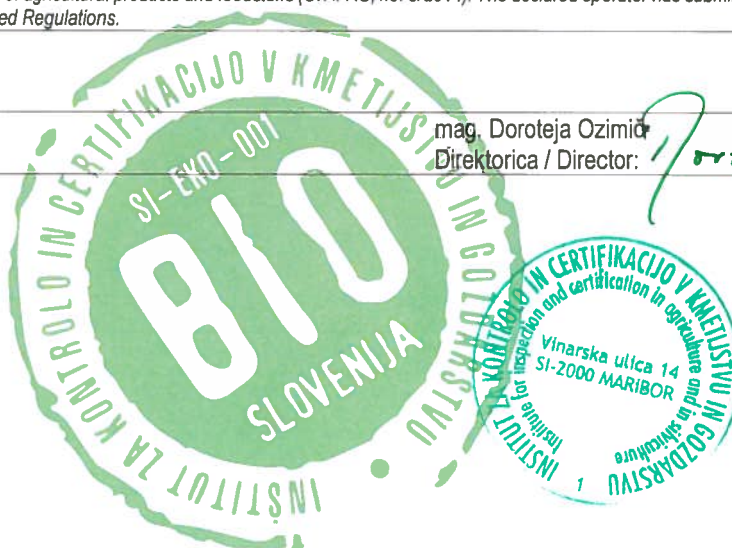 ed Regulations.
mag. Doroteja Ozimič
Direktorica / Director:
INŠTITUT ZA KONTROLO IN CERTIFIKACIJO V KMETIJSTVU IN GOZDARSTVU
SI-EKO-001
BIO
SLOVENIJA
INŠTITUT ZA KONTROLO IN CERTIFIKACIJO V KMETIJSTVU IN GOZDARSTVU
Institute for inspection and certification in agriculture and in silviculture
Vinarska ulica 14
SI-2000 MARIBOR
1